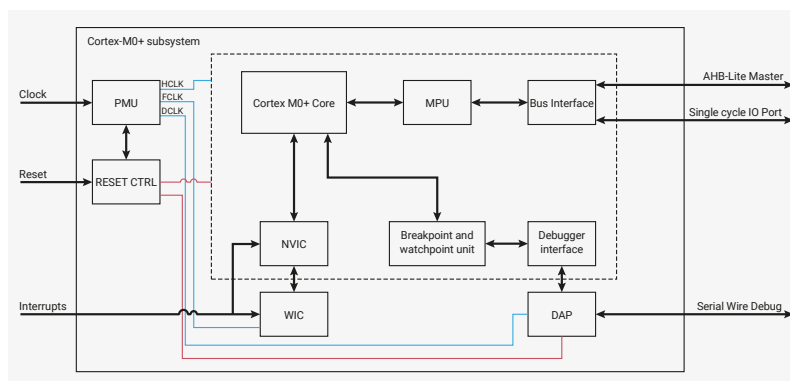 Cortex-M0+ subsystem
AHB-Lite Master
HCLK
Clock
FCLK
PMU
Cortex M0+ Core
MPU
Bus Interface
DCLK
Single cycle IO Port
Reset
RESET CTRL
NVIC
Breakpoint and
watchpoint unit
Debugger
interface
Interrupts
WIC
DAP
Serial Wire Debug